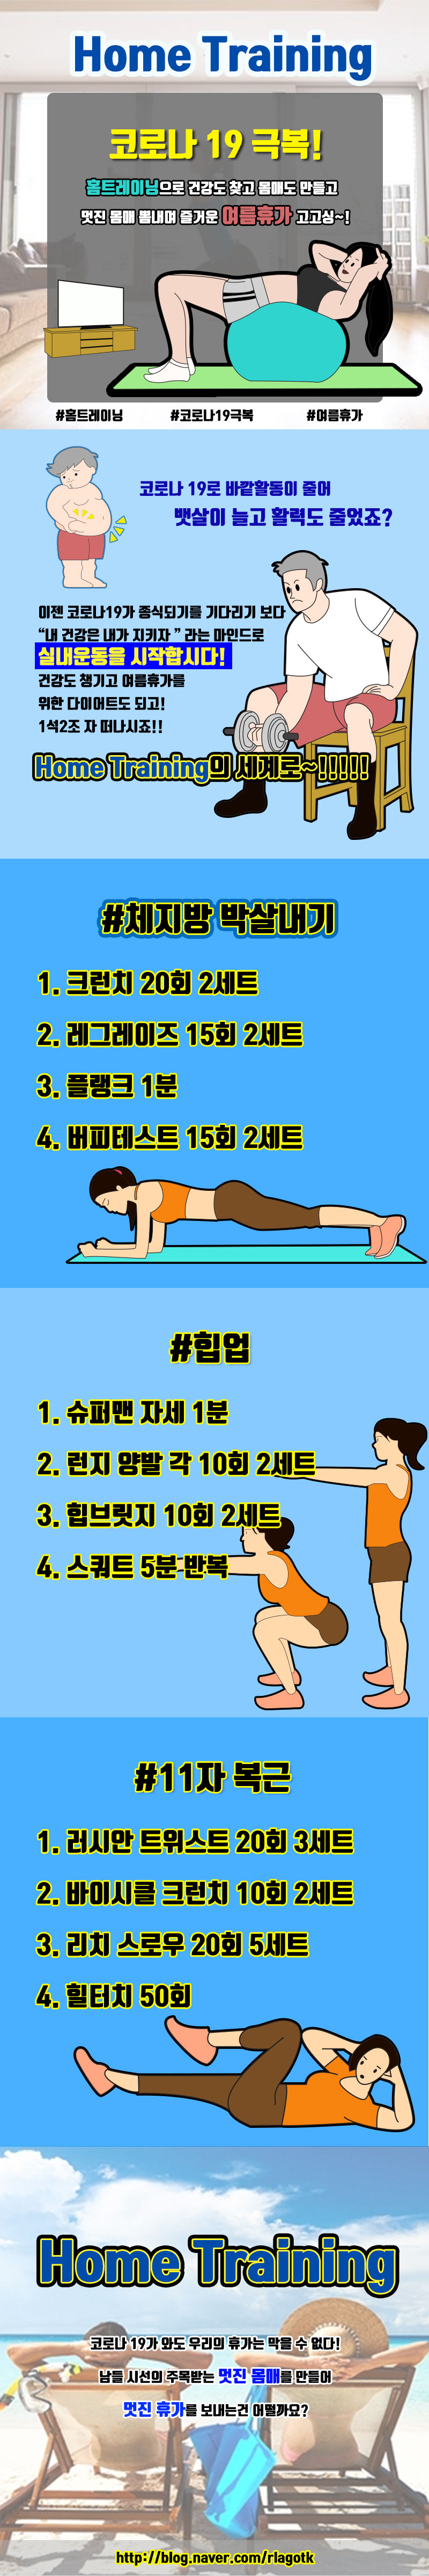 Home Training
코로나 19 극복!
홈트레이닝으로 건강도 찾고 몸매도 만들고
멋진 몸매 뽐내며 즐거운 여름휴가 고고싱~!
#홈트레이닝 #코로나19극복 #여름휴가
코로나 19로 바깥활동이 줄어
뱃살이 늘고 활력도 줄었죠?
이젠 코로나19가 종식되기를 기다리기 보다
“내 건강은 내가 지키자 ” 라는 마인드로
실내운동을 시작합시다!
건강도 챙기고 여름휴가를
위한 다이어트도 되고!
1석2조 자 떠나시죠!!
Home Training의 세계로~!!!!!
#체지방 박살내기
1. 크런치 20회 2세트
2. 레그레이즈 15회 2세트
3. 플랭크 1분
4. 버피테스트 15회 2세트
#힙업
1. 슈퍼맨 자세 1분
2. 런지 양발 각 10회 2세트
3. 힙브릿지 10회 2세트
4. 스쿼트 5분 반복
#11자 복근
1. 러시안 트위스트 20회 3세트
2. 바이시클 크런치 10회 2세트
3. 리치 스로우 20회 5세트
4. 힐터치 50회
Home Training
코로나 19가 와도 우리의 휴가는 막을 수 없다!
남들 시선의 주목받는 멋진 몸매를 만들어
멋진 휴가를 보내는건 어떨까요?
http://blog.naver.com/rlagotk